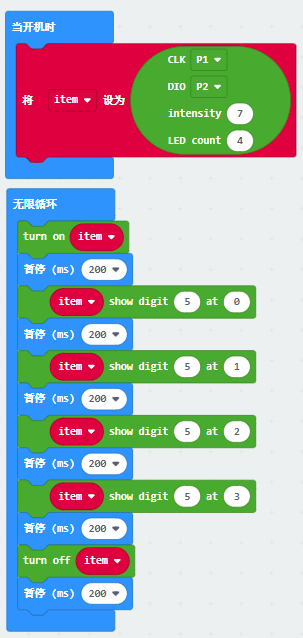 当开机时
CLK P1
DIO P2
将 item 设为
intensity 7
LED count 4
无限循环
turn on item
暂停 (ms) 200
item show digit 5 at 0
暂停 (ms) 200
item show digit 5 at 1
暂停 (ms) 200
item show digit 5 at 2
暂停 (ms) 200
item show digit 5 at 3
暂停 (ms) 200
turn off item
暂停 (ms) 200